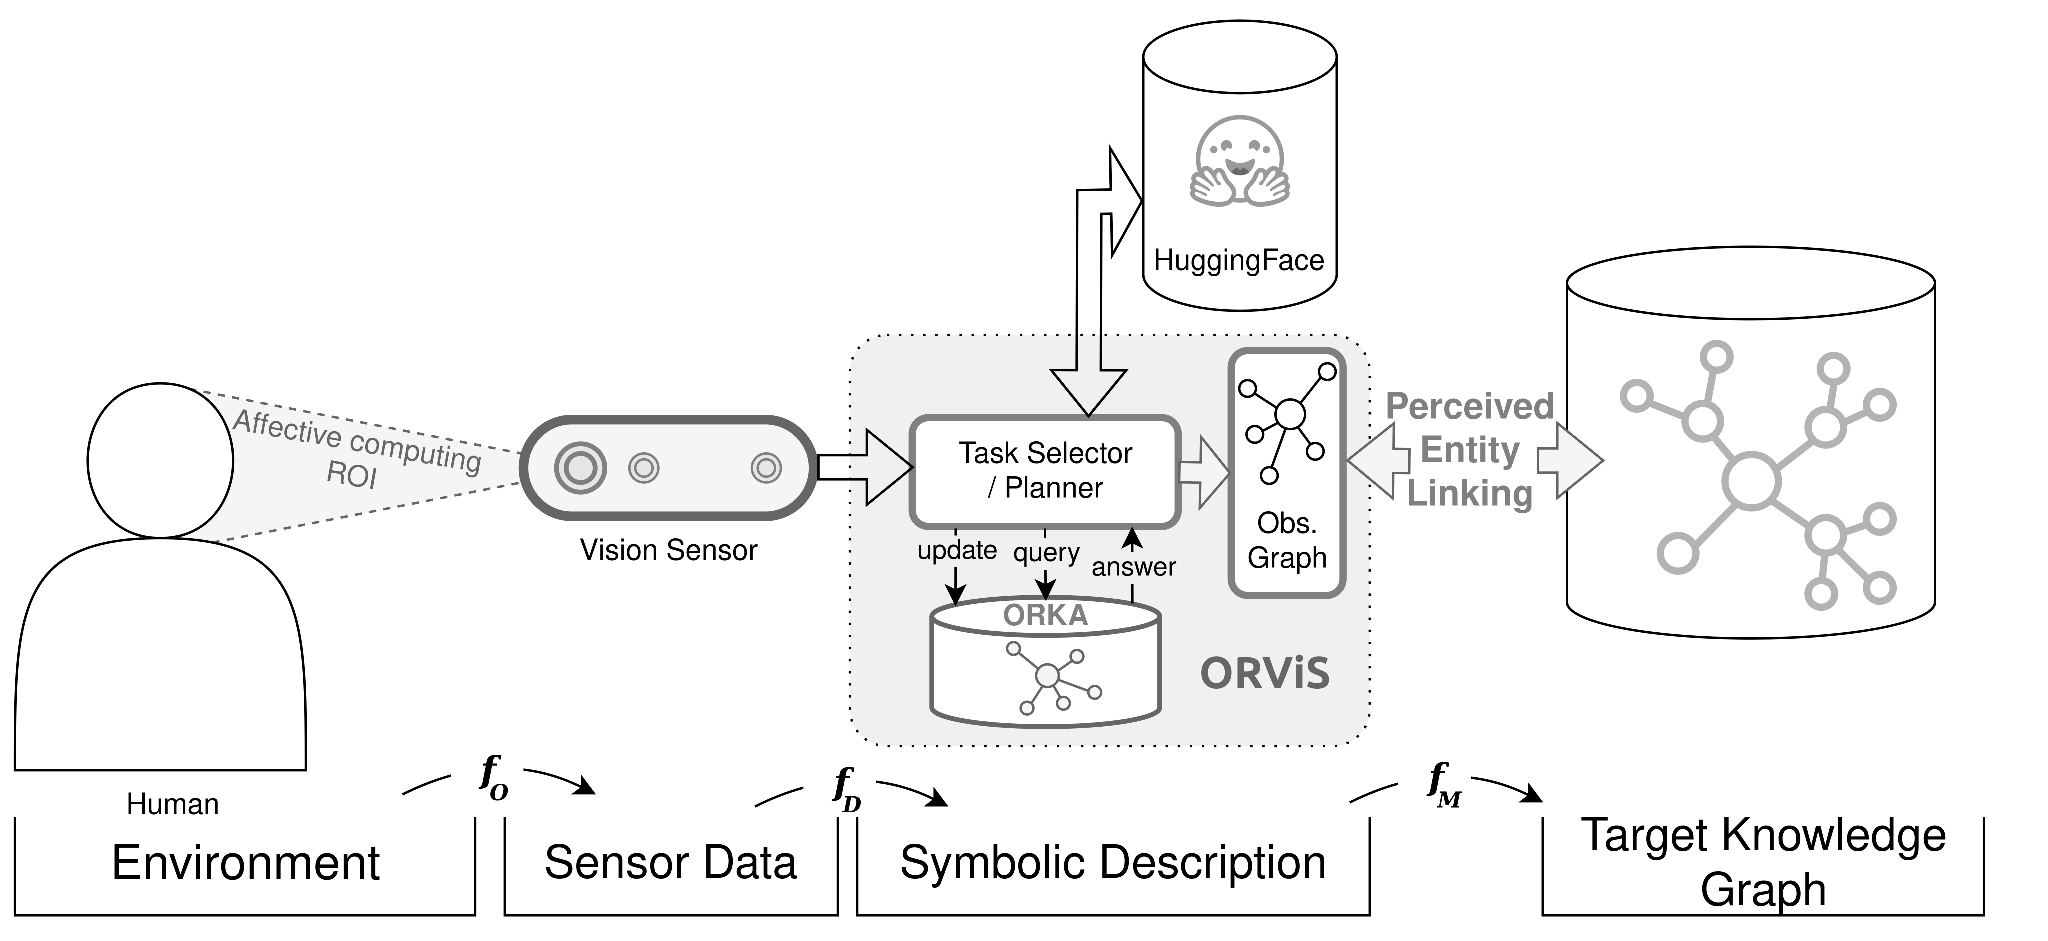 HuggingFace
Affective computing
ROI
Vision Sensor
Task Selector
/ Planner
update
query
answer
ORKA
Obs.
Graph
ORViS
Perceived
Entity
Linking
Human
f_O
f_D
f_M
Environment
Sensor Data
Symbolic Description
Target Knowledge
Graph